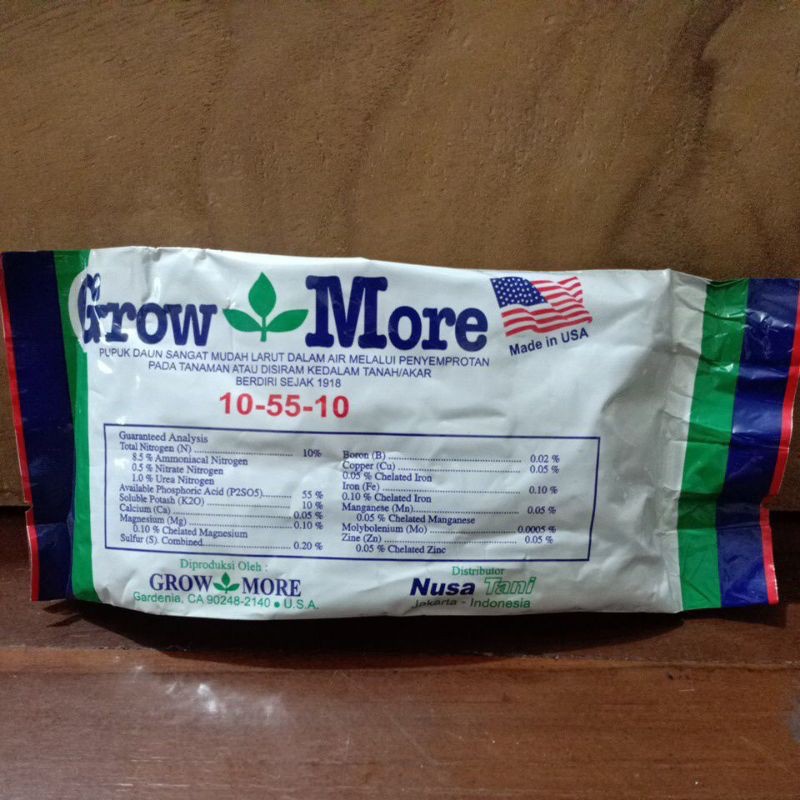 Grow More
Made in USA
PUPUK DAUN SANGAT MUDAH LARUT DALAM AIR MELALUI PENYEMPROTAN
PADA TANAMAN ATAU DISIRAM KEDALAM TANAH/AKAR
BERDIRI SEJAK 1918
10-55-10
Guaranteed Analysis
Total Nitrogen (N) 10%
8.5 % Ammoniacal Nitrogen
0.5 % Nitrate Nitrogen
1.0 % Urea Nitrogen
Available Phosphoric Acid (P2SO5) 55 %
Soluble Potash (K2O) 10 %
Calcium (Ca) 0.05 %
Magnesium (Mg) 0.10 %
0.10 % Chelated Magnesium
Sulfur (S). Combined 0.20 %
Boron (B) 0.02 %
Copper (Cu) 0.05 %
0.05 % Chelated Iron
Iron (Fe) 0.10 %
0.10 % Chelated Iron
Manganese (Mn) 0.05 %
0.05 % Chelated Manganese
Molybolenium (Mo) 0.0005 %
Zine (Zn) 0.05 %
0.05 % Chelated Zinc
Diproduksi Oleh :
GROW MORE
Gardenia, CA 90248-2140 • U.S.A.
Distributor
Nusa Tani
Jakarta - Indonesia